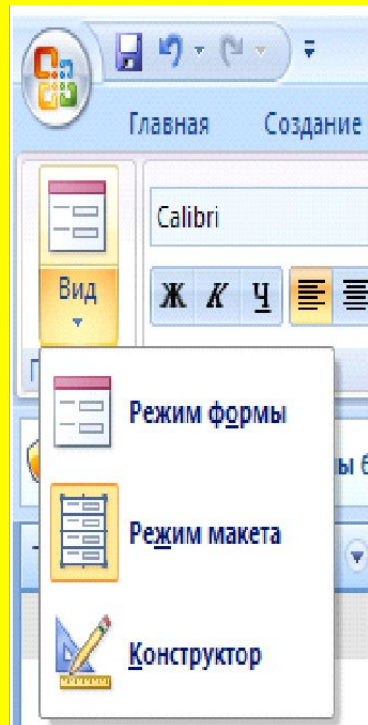 Главная Создание
Calibri
Вид
Ж К Ч
Режим формы
Режим макета
Конструктор